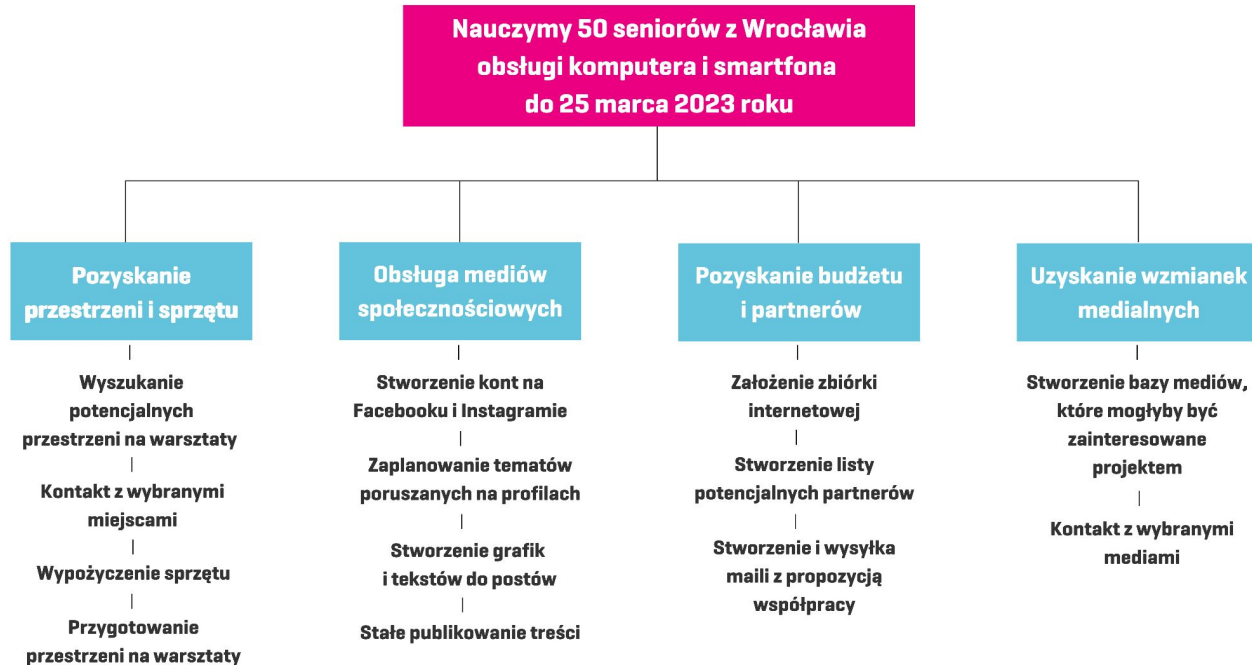 Nauczymy 50 seniorów z Wrocławia
obsługi komputera i smartfona
do 25 marca 2023 roku
Pozyskanie
przestrzeni i sprzętu
Wyszukanie
potencjalnych
przestrzeni na warsztaty
Kontakt z wybranymi
miejscami
Wypożyczenie sprzętu
Przygotowanie
przestrzeni na warsztaty
Obsługa mediów
społecznościowych
Stworzenie kont na
Facebooku i Instagramie
Zaplanowanie tematów
poruszanych na profilach
Stworzenie grafik
i tekstów do postów
Stałe publikowanie treści
Pozyskanie budżetu
i partnerów
Założenie zbiórki
internetowej
Stworzenie listy
potencjalnych partnerów
Stworzenie i wysyłka
maili z propozycją
współpracy
Uzyskanie wzmianek
medialnych
Stworzenie bazy mediów,
które mogłyby być
zainteresowane
projektem
Kontakt z wybranymi
mediami